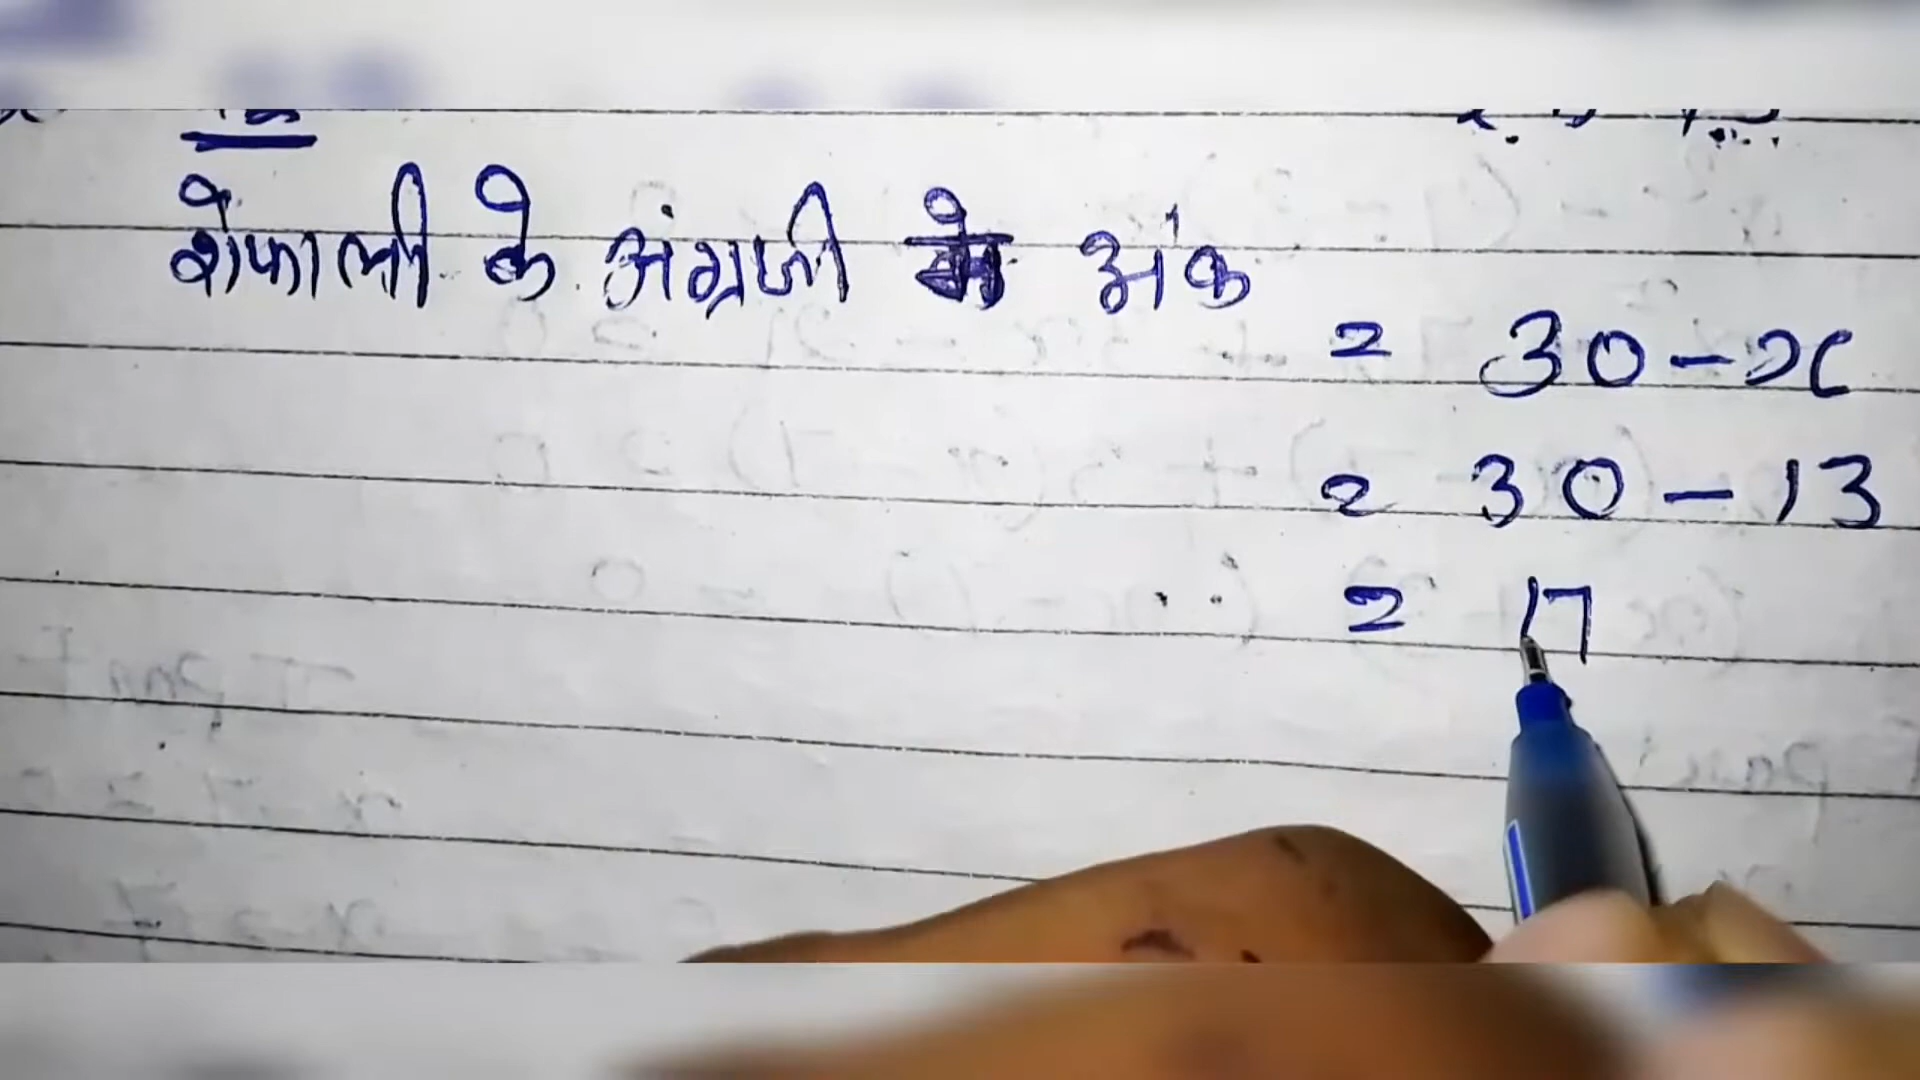 शेफाली के अंग्रेजी में अंक
= 30 - x
= 30 - 13
= 17